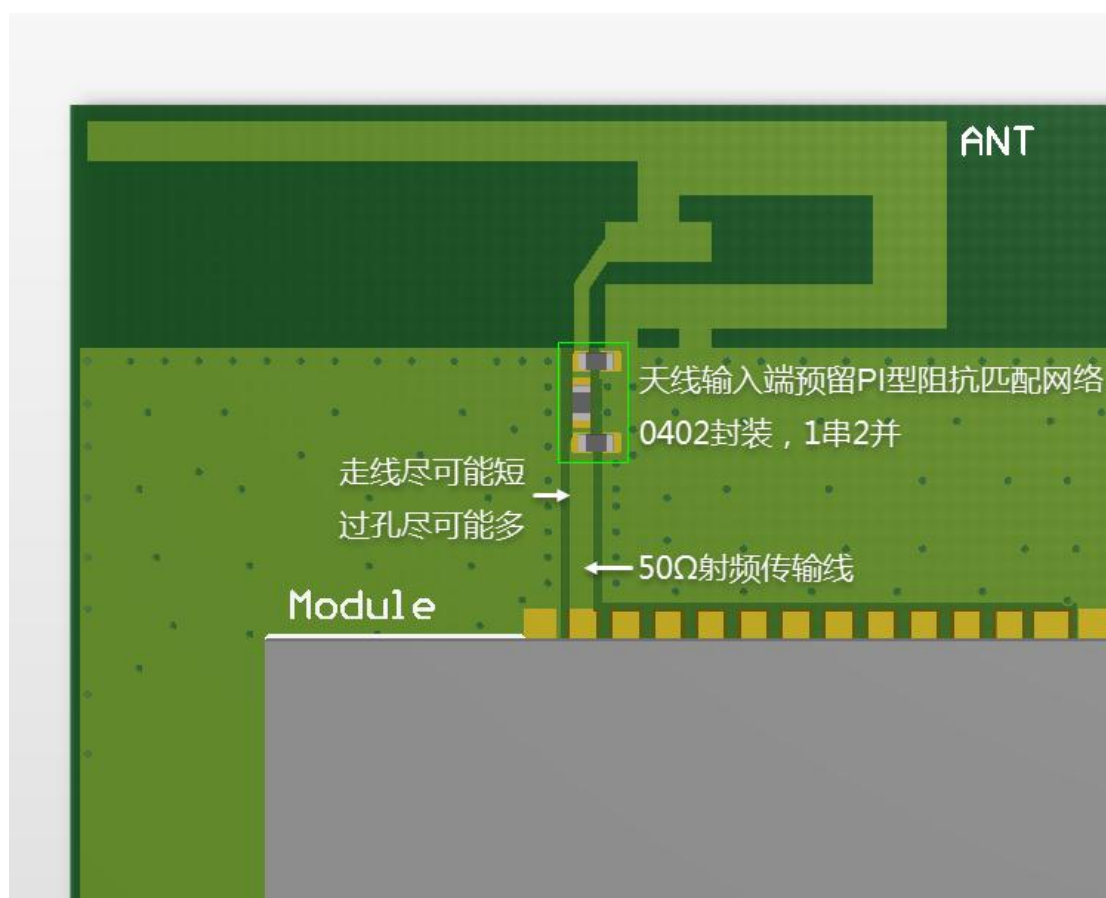 ANT
天线输入端预留PI型阻抗匹配网络
0402封装，1串2并
走线尽可能短
过孔尽可能多
50Ω射频传输线
Module